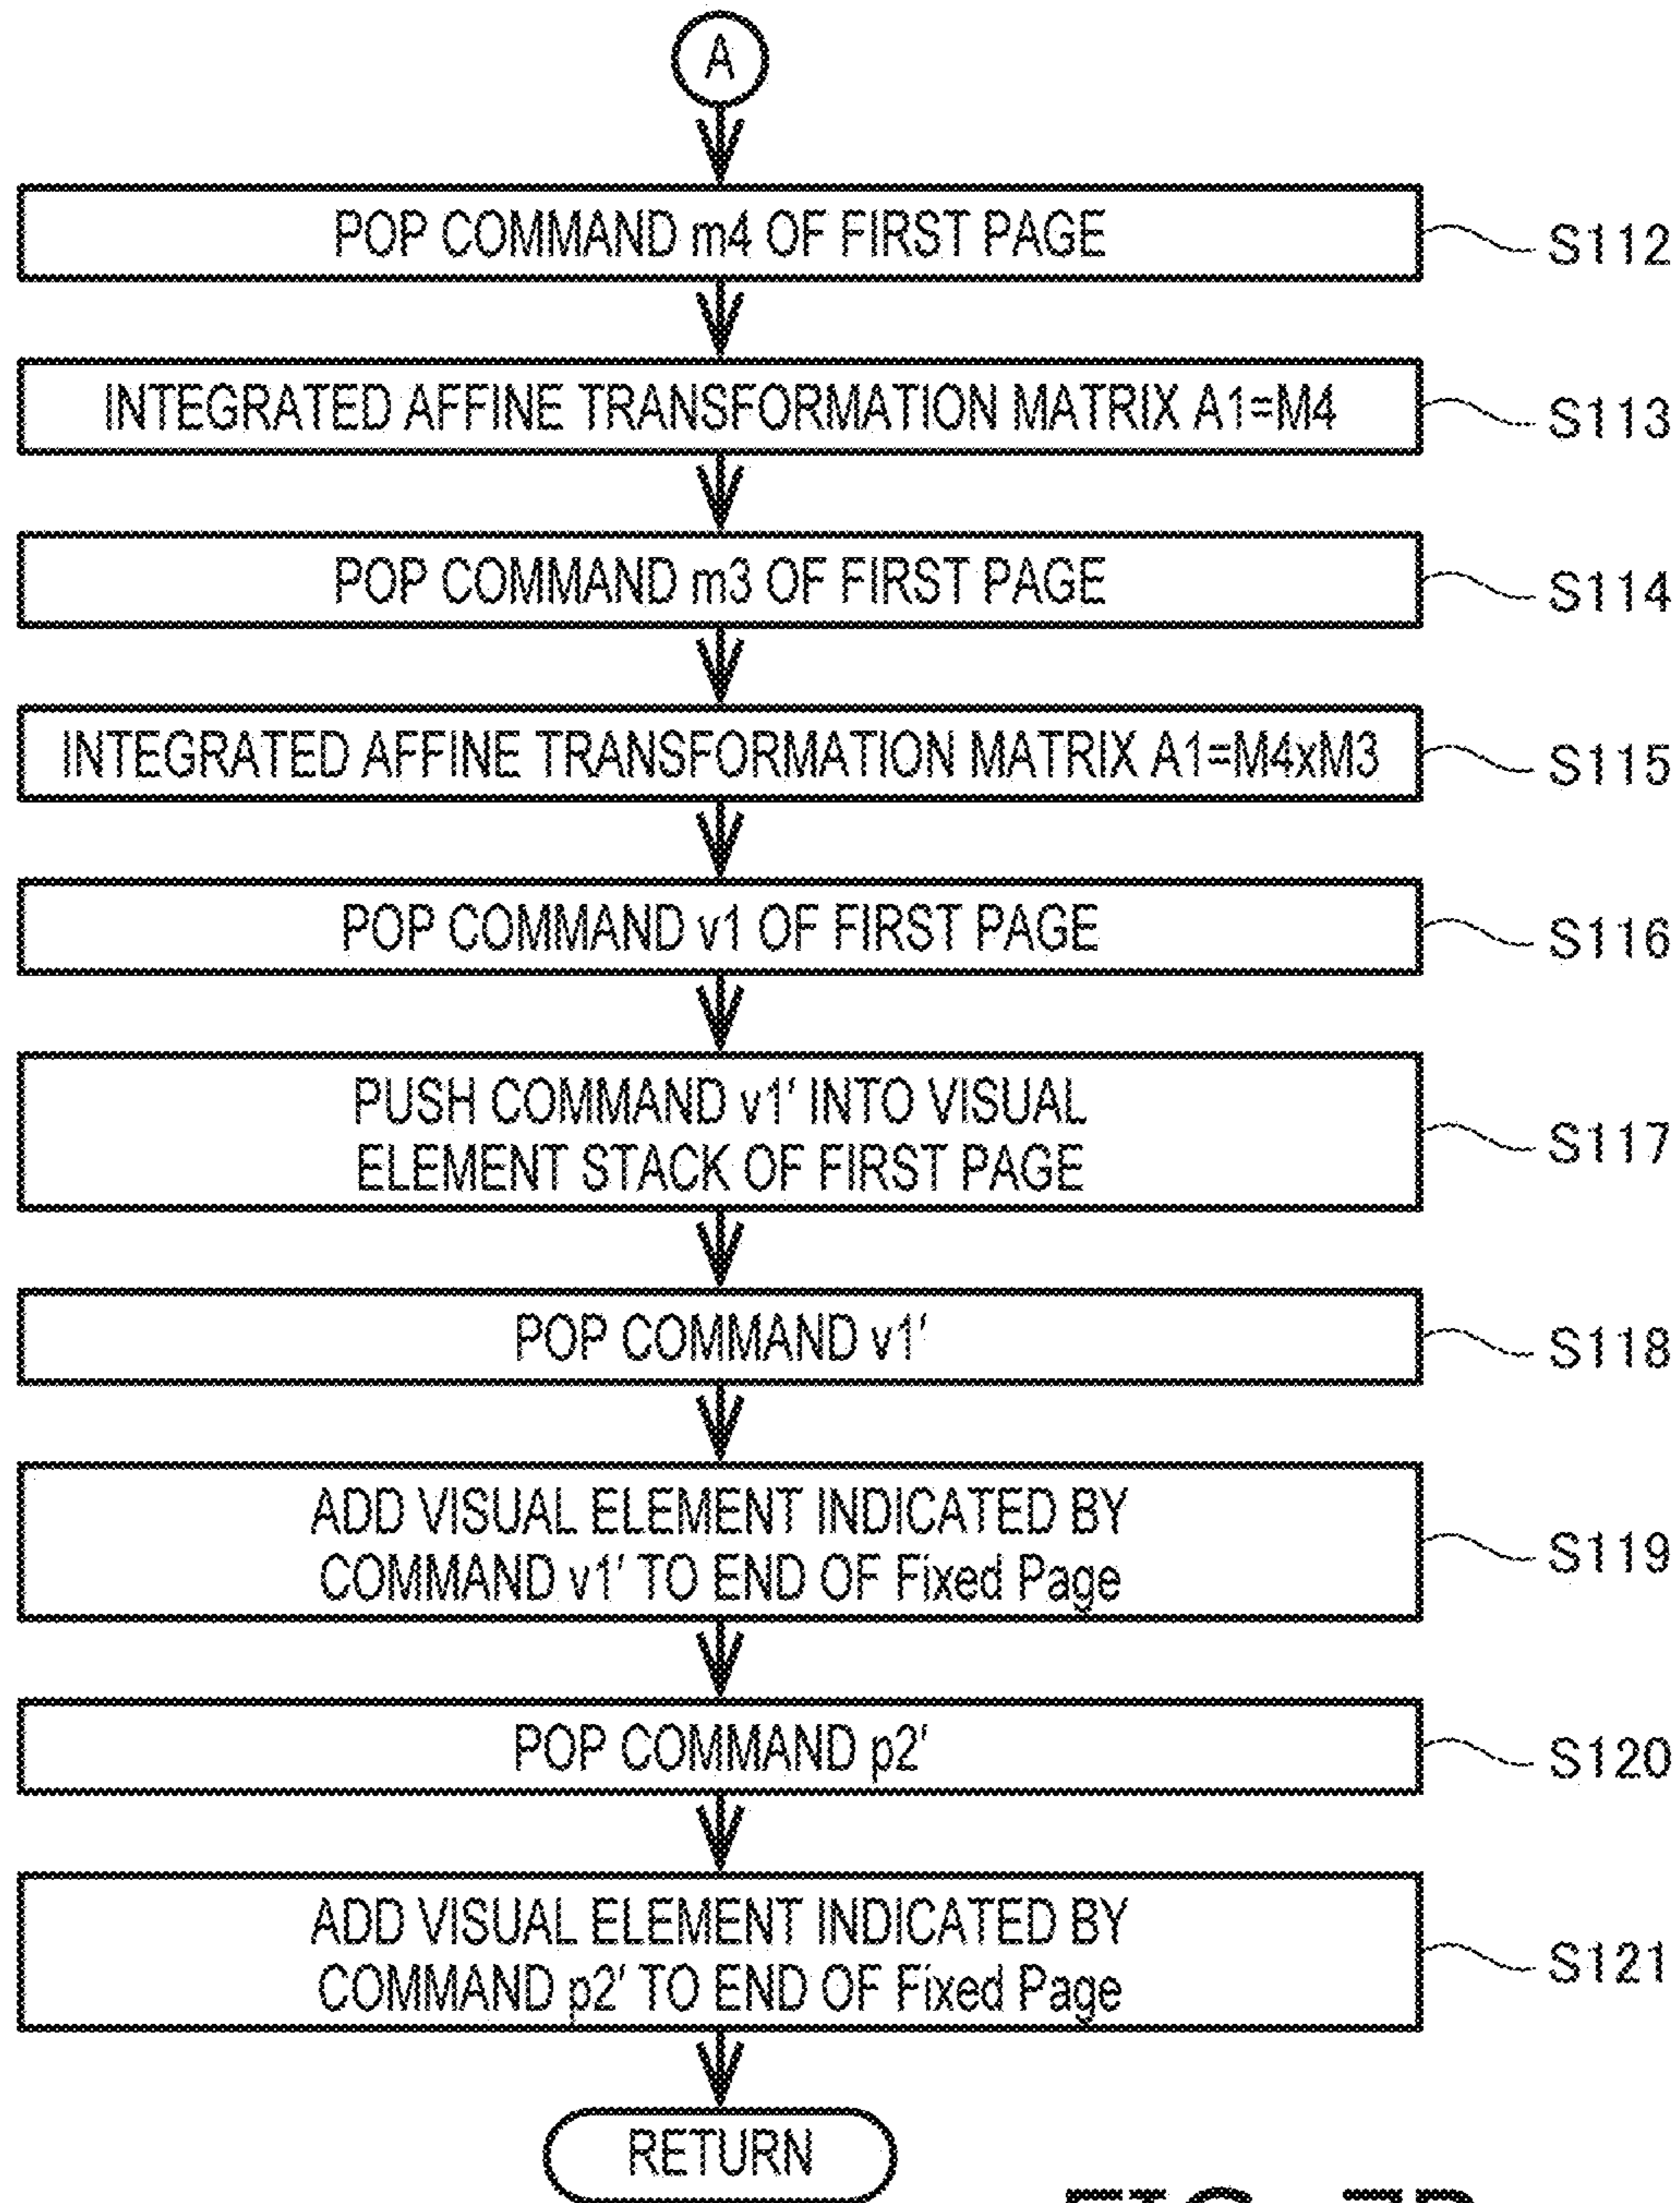 A
POP COMMAND m4 OF FIRST PAGE
S112
INTEGRATED AFFINE TRANSFORMATION MATRIX A1=M4
S113
POP COMMAND m3 OF FIRST PAGE
S114
INTEGRATED AFFINE TRANSFORMATION MATRIX A1=M4xM3
S115
POP COMMAND v1 OF FIRST PAGE
S116
PUSH COMMAND v1′ INTO VISUAL
ELEMENT STACK OF FIRST PAGE
S117
POP COMMAND v1′
S118
ADD VISUAL ELEMENT INDICATED BY
COMMAND v1′ TO END OF Fixed Page
S119
POP COMMAND p2′
S120
ADD VISUAL ELEMENT INDICATED BY
COMMAND p2′ TO END OF Fixed Page
S121
RETURN